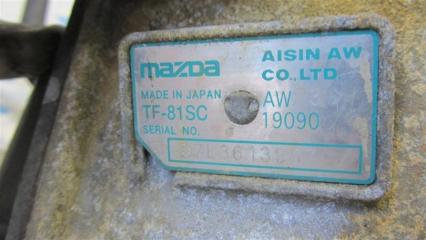 mazda
AISIN AW
CO.,LTD.
MADE IN JAPAN
AW
TF-81SC
19090
SERIAL NO.